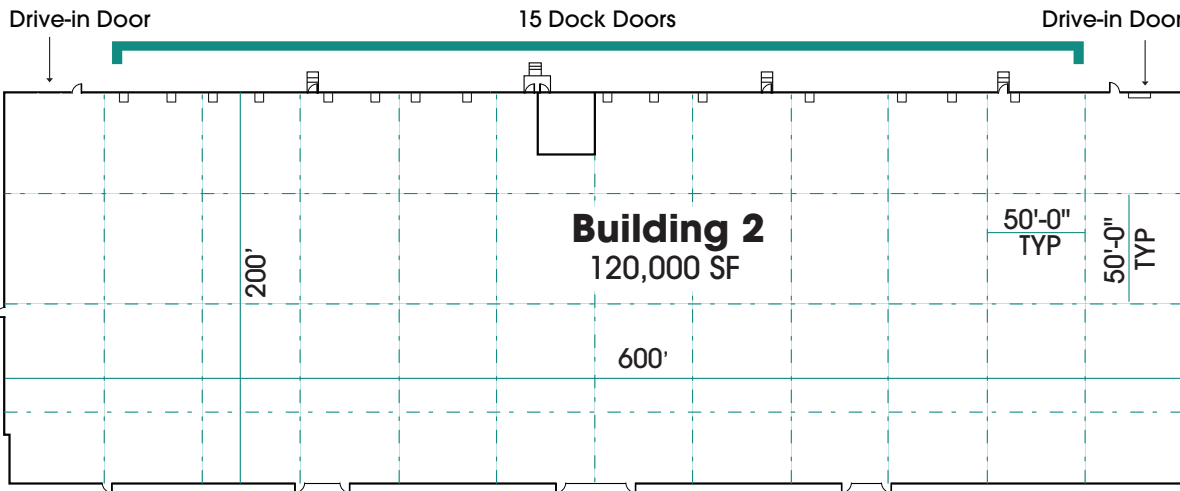 Drive-in Door
15 Dock Doors
Drive-in Door
Building 2
120,000 SF
50'-0"
TYP
50'-0"
TYP
200'
600'